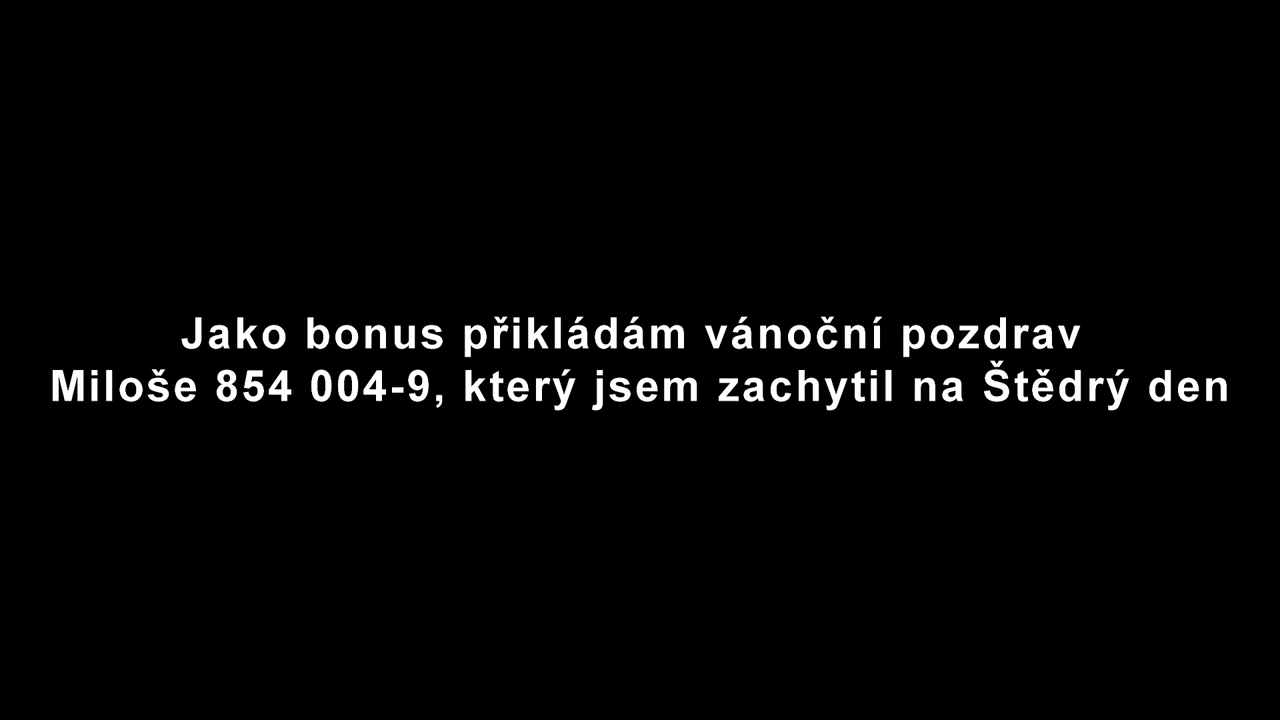 Jako bonus přikládám vánoční pozdrav
Miloše 854 004-9, který jsem zachytil na Štědrý den